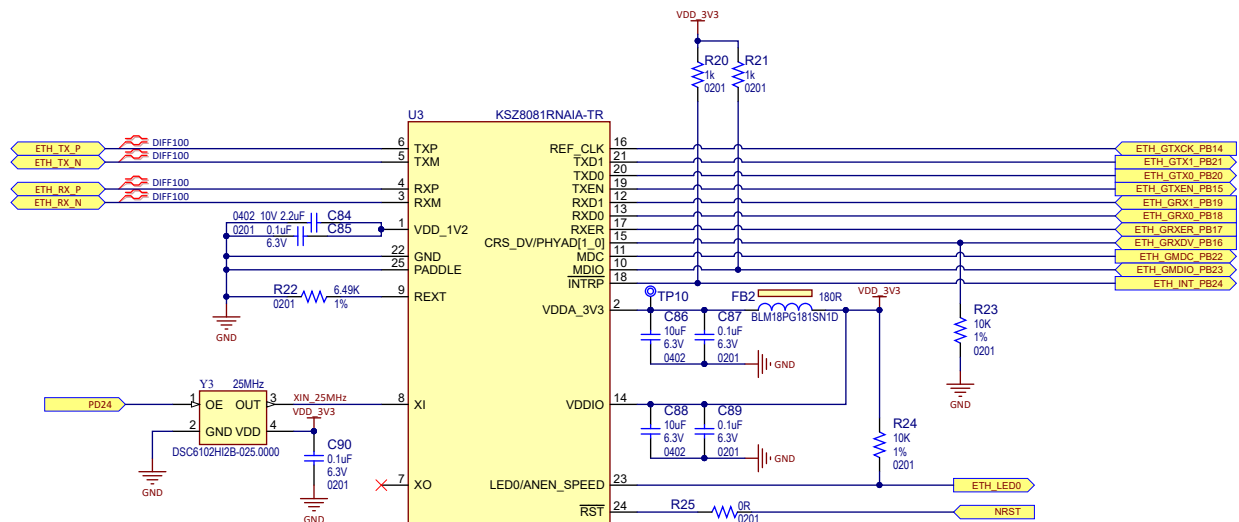 VDD_3V3
R20
1k
0201
R21
1k
0201
U3
KSZ8081RNAIA-TR
ETH_TX_P
DIFF100
6
TXP
ETH_TX_N
DIFF100
5
TXM
ETH_RX_P
DIFF100
4
RXP
ETH_RX_N
DIFF100
3
RXM
0402 10V 2.2uF
C84
0201 0.1uF
C85
6.3V
1
VDD_1V2
22
GND
25
PADDLE
R22
6.49K
0201
1%
9
REXT
GND
REF_CLK
16
ETH_GTXCK_PB14
TXD1
21
ETH_GTX1_PB21
TXD0
20
ETH_GTX0_PB20
TXEN
19
ETH_GTXEN_PB15
RXD1
12
ETH_GRX1_PB19
RXD0
13
ETH_GRX0_PB18
RXER
17
ETH_GRXER_PB17
CRS_DV/PHYAD[1_0]
15
ETH_GRXDV_PB16
MDC
11
ETH_GMDC_PB22
MDIO
10
ETH_GMDIO_PB23
INTRP
18
ETH_INT_PB24
TP10
FB2
180R
BLM18PG181SN1D
VDD_3V3
VDDA_3V3
2
C86
10uF
6.3V
0402
C87
0.1uF
6.3V
0201
GND
R23
10K
1%
0201
GND
Y3
25MHz
PD24
1
OE
OUT
3
XIN_25MHz
8
XI
2
GND
VDD
4
VDD_3V3
DSC6102HI2B-025.0000
GND
C90
0.1uF
6.3V
0201
GND
7
XO
VDDIO
14
C88
10uF
6.3V
0402
C89
0.1uF
6.3V
0201
GND
R24
10K
1%
0201
LED0/ANEN_SPEED
23
ETH_LED0
RST
24
R25
0R
0201
NRST